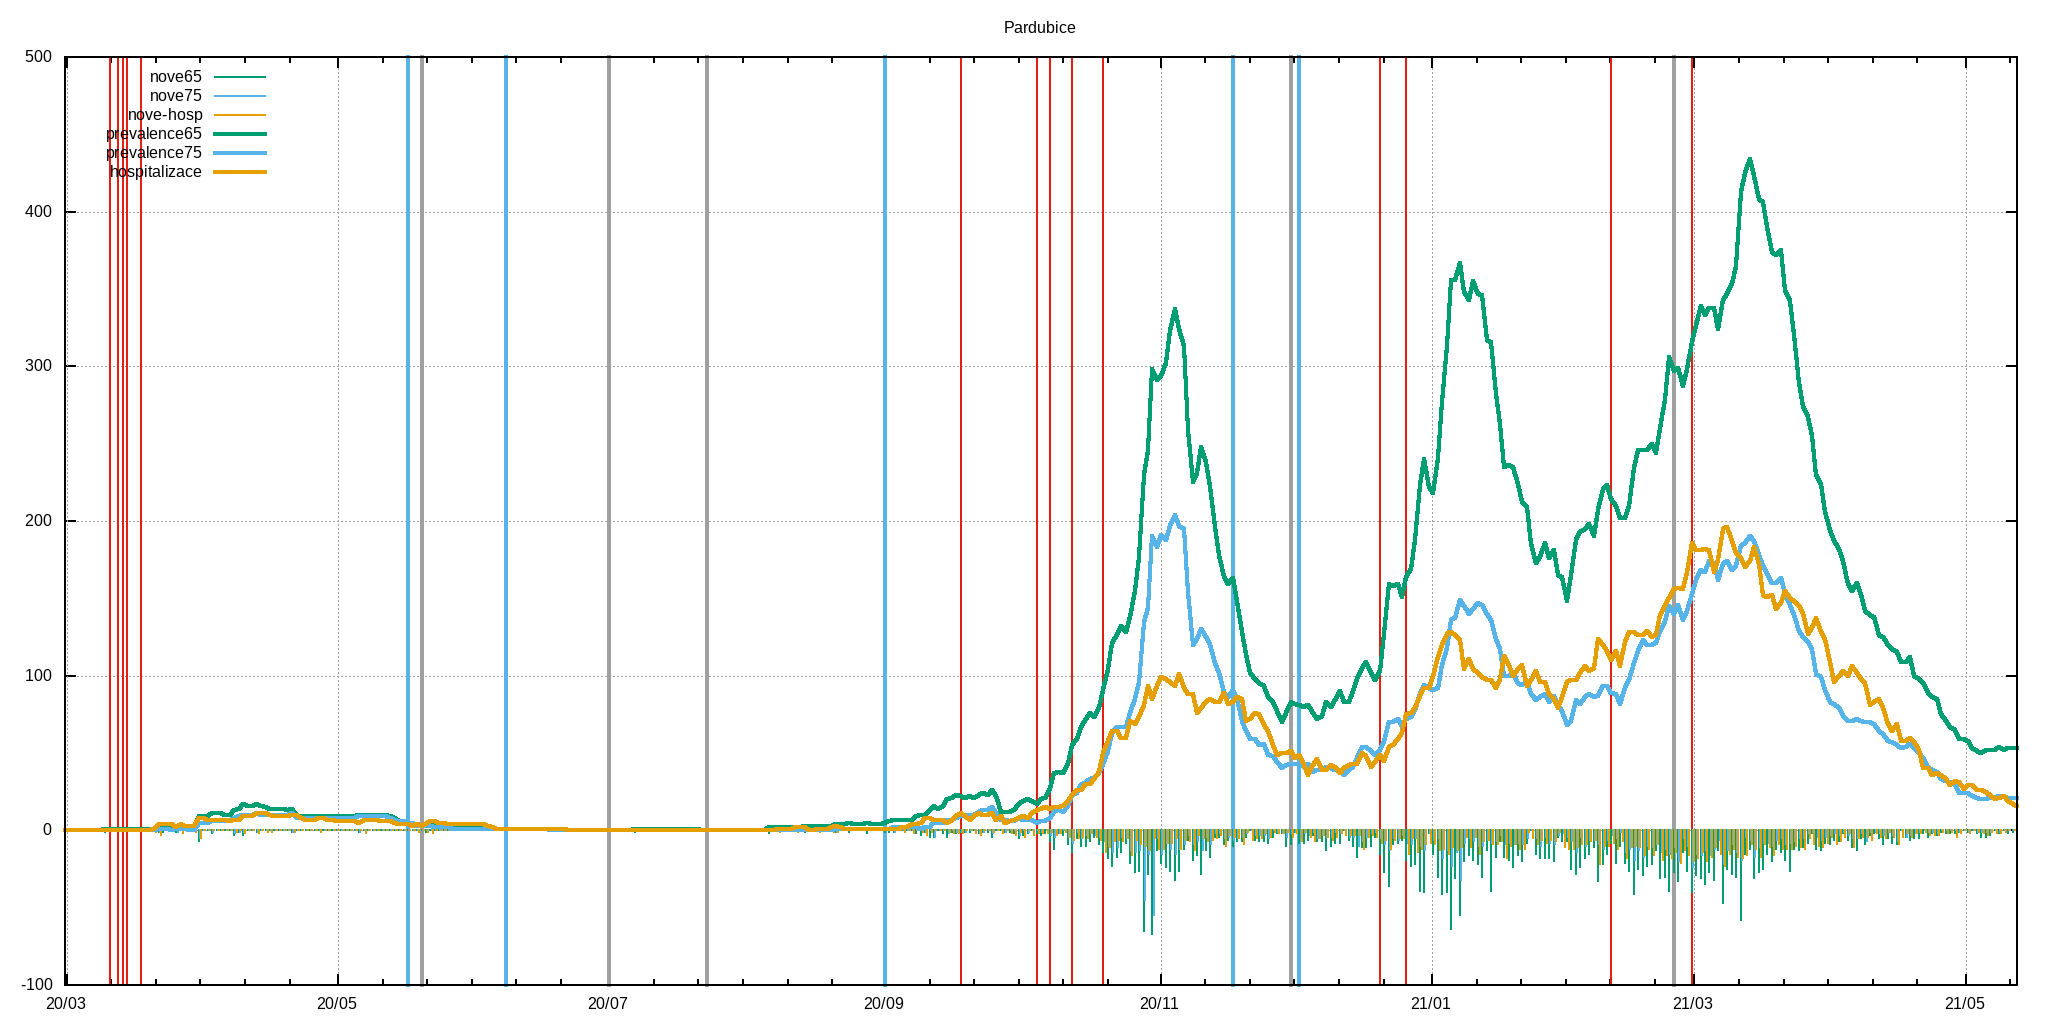 Pardubice
500
400
300
200
100
0
-100
nove65
nove75
nove-hosp
prevalence65
prevalence75
hospitalizace
20/03 20/05 20/07 20/09 20/11 21/01 21/03 21/05